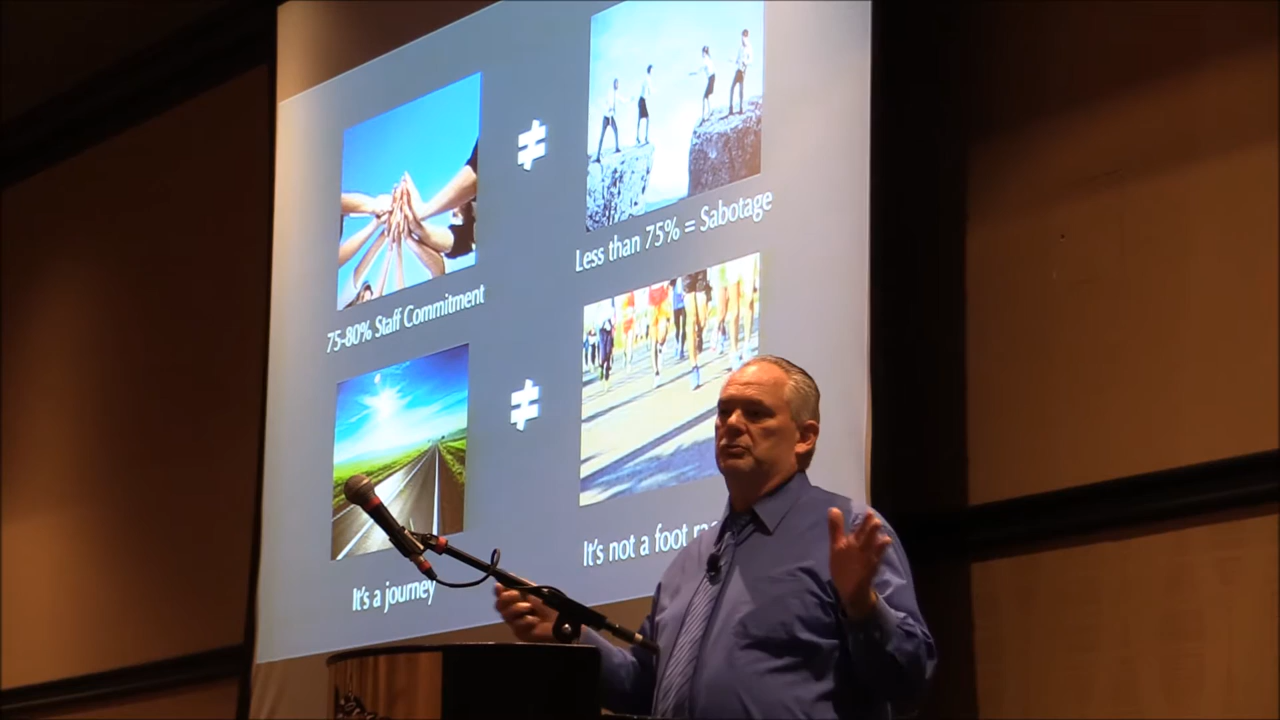 75-80% Staff Commitment
≠
Less than 75% = Sabotage
It's a journey
≠
It's not a foot